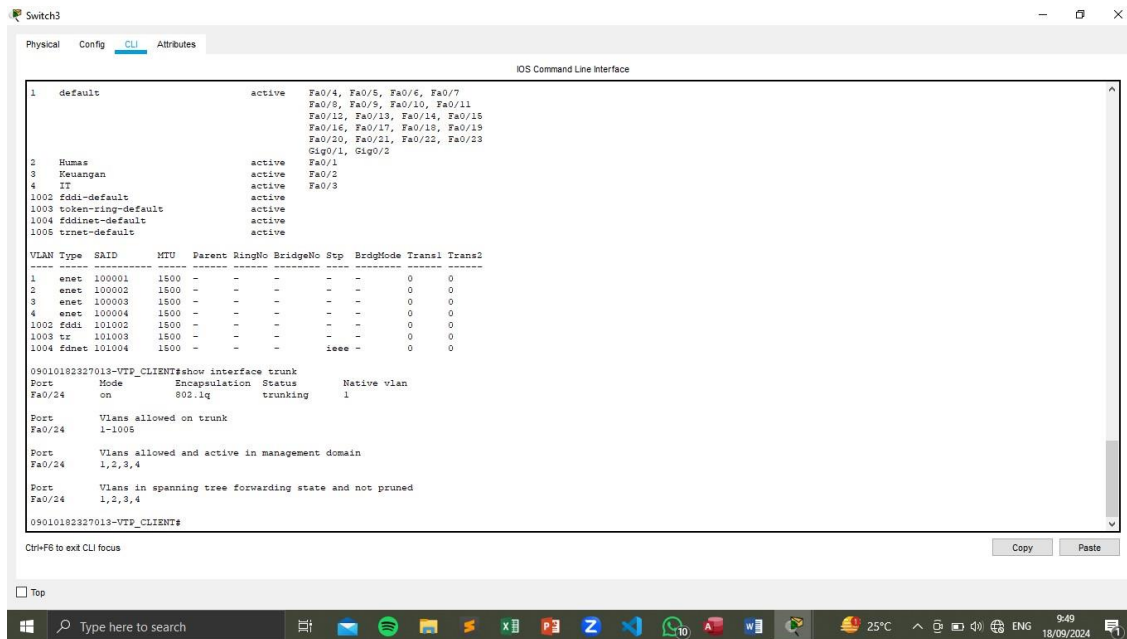 Switch3
Physical Config CLI Attributes
IOS Command Line Interface
1 default active Fa0/4, Fa0/5, Fa0/6, Fa0/7
Fa0/8, Fa0/9, Fa0/10, Fa0/11
Fa0/12, Fa0/13, Fa0/14, Fa0/15
Fa0/16, Fa0/17, Fa0/18, Fa0/19
Fa0/20, Fa0/21, Fa0/22, Fa0/23
Gig0/1, Gig0/2
2 Humas active Fa0/1
3 Keuangan active Fa0/2
4 IT active Fa0/3
1002 fddi-default active
1003 token-ring-default active
1004 fddinet-default active
1005 trnet-default active
VLAN Type SAID MTU Parent RingNo BridgeNo Stp BrdgMode Trans1 Trans2
---- ----- ---------- ----- ------ ------ -------- ---- -------- ------ ------
1 enet 100001 1500 - - - - - 0 0
2 enet 100002 1500 - - - - - 0 0
3 enet 100003 1500 - - - - - 0 0
4 enet 100004 1500 - - - - - 0 0
1002 fddi 101002 1500 - - - - - 0 0
1003 tr 101003 1500 - - - - - 0 0
1004 fdnet 101004 1500 - - - ieee - 0 0
09010182327013-VTP_CLIENT#show interface trunk
Port Mode Encapsulation Status Native vlan
Fa0/24 on 802.1q trunking 1
Port Vlans allowed on trunk
Fa0/24 1-1005
Port Vlans allowed and active in management domain
Fa0/24 1,2,3,4
Port Vlans in spanning tree forwarding state and not pruned
Fa0/24 1,2,3,4
09010182327013-VTP_CLIENT#
Ctrl+F6 to exit CLI focus
Copy Paste
Top
Type here to search
10
25°C
ENG
9:49
18/09/2024
1